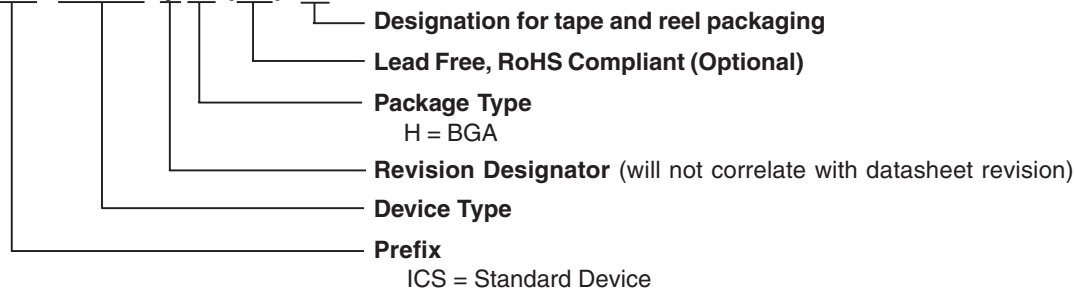 Designation for tape and reel packaging
Lead Free, RoHS Compliant (Optional)
Package Type
H = BGA
Revision Designator (will not correlate with datasheet revision)
Device Type
Prefix
ICS = Standard Device